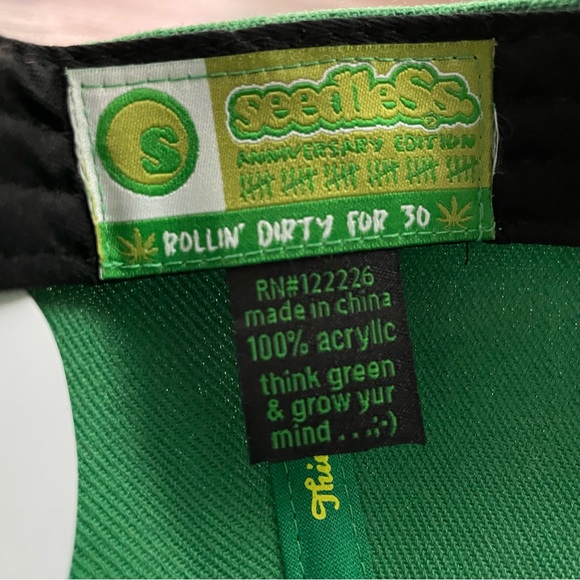 S
seedleSs.
ANNIVERSARY EDITION
ROLLIN' DIRTY FOR 30
RN#122226
made in china
100% acrylic
think green
& grow yur
mind . . .;-)